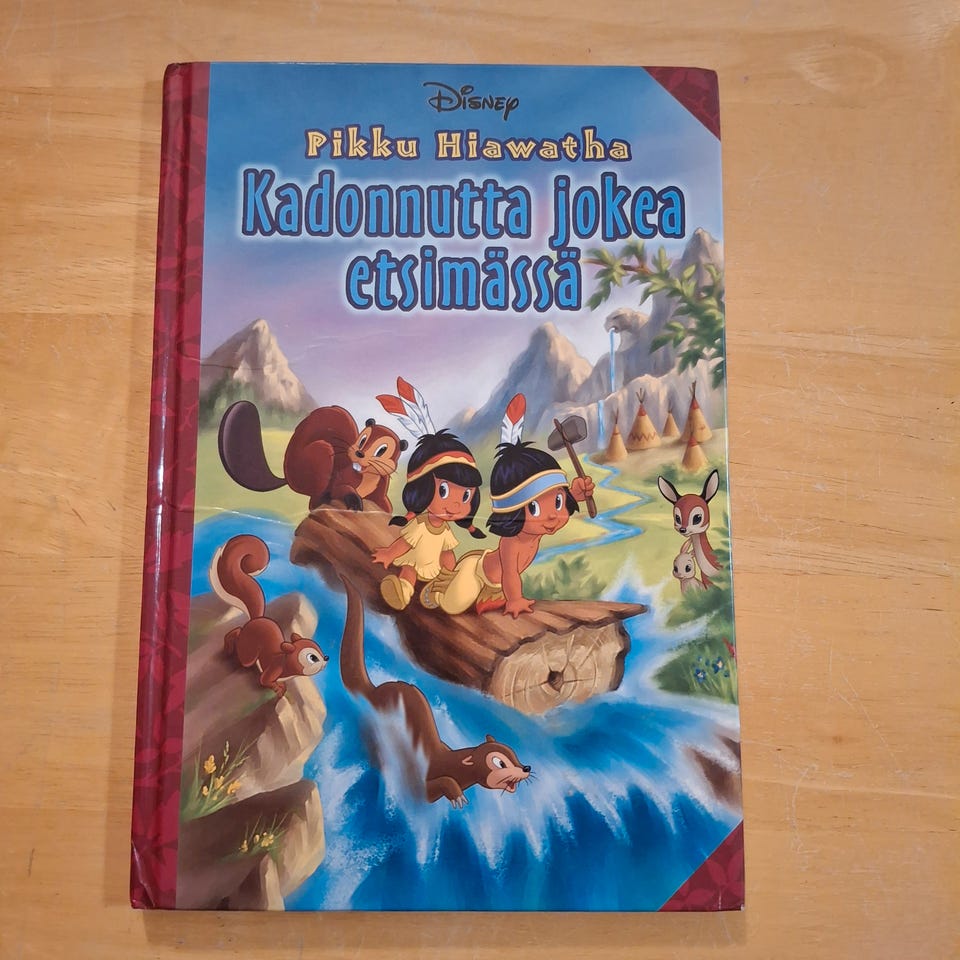 Disney
Pikku Hiawatha
Kadonnutta jokea
etsimässä